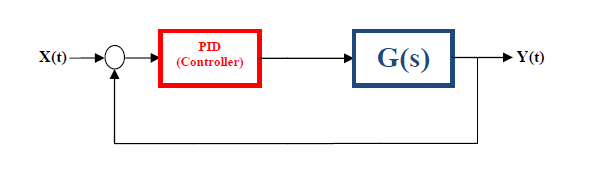 X(t)
PID
(Controller)
G(s)
Y(t)